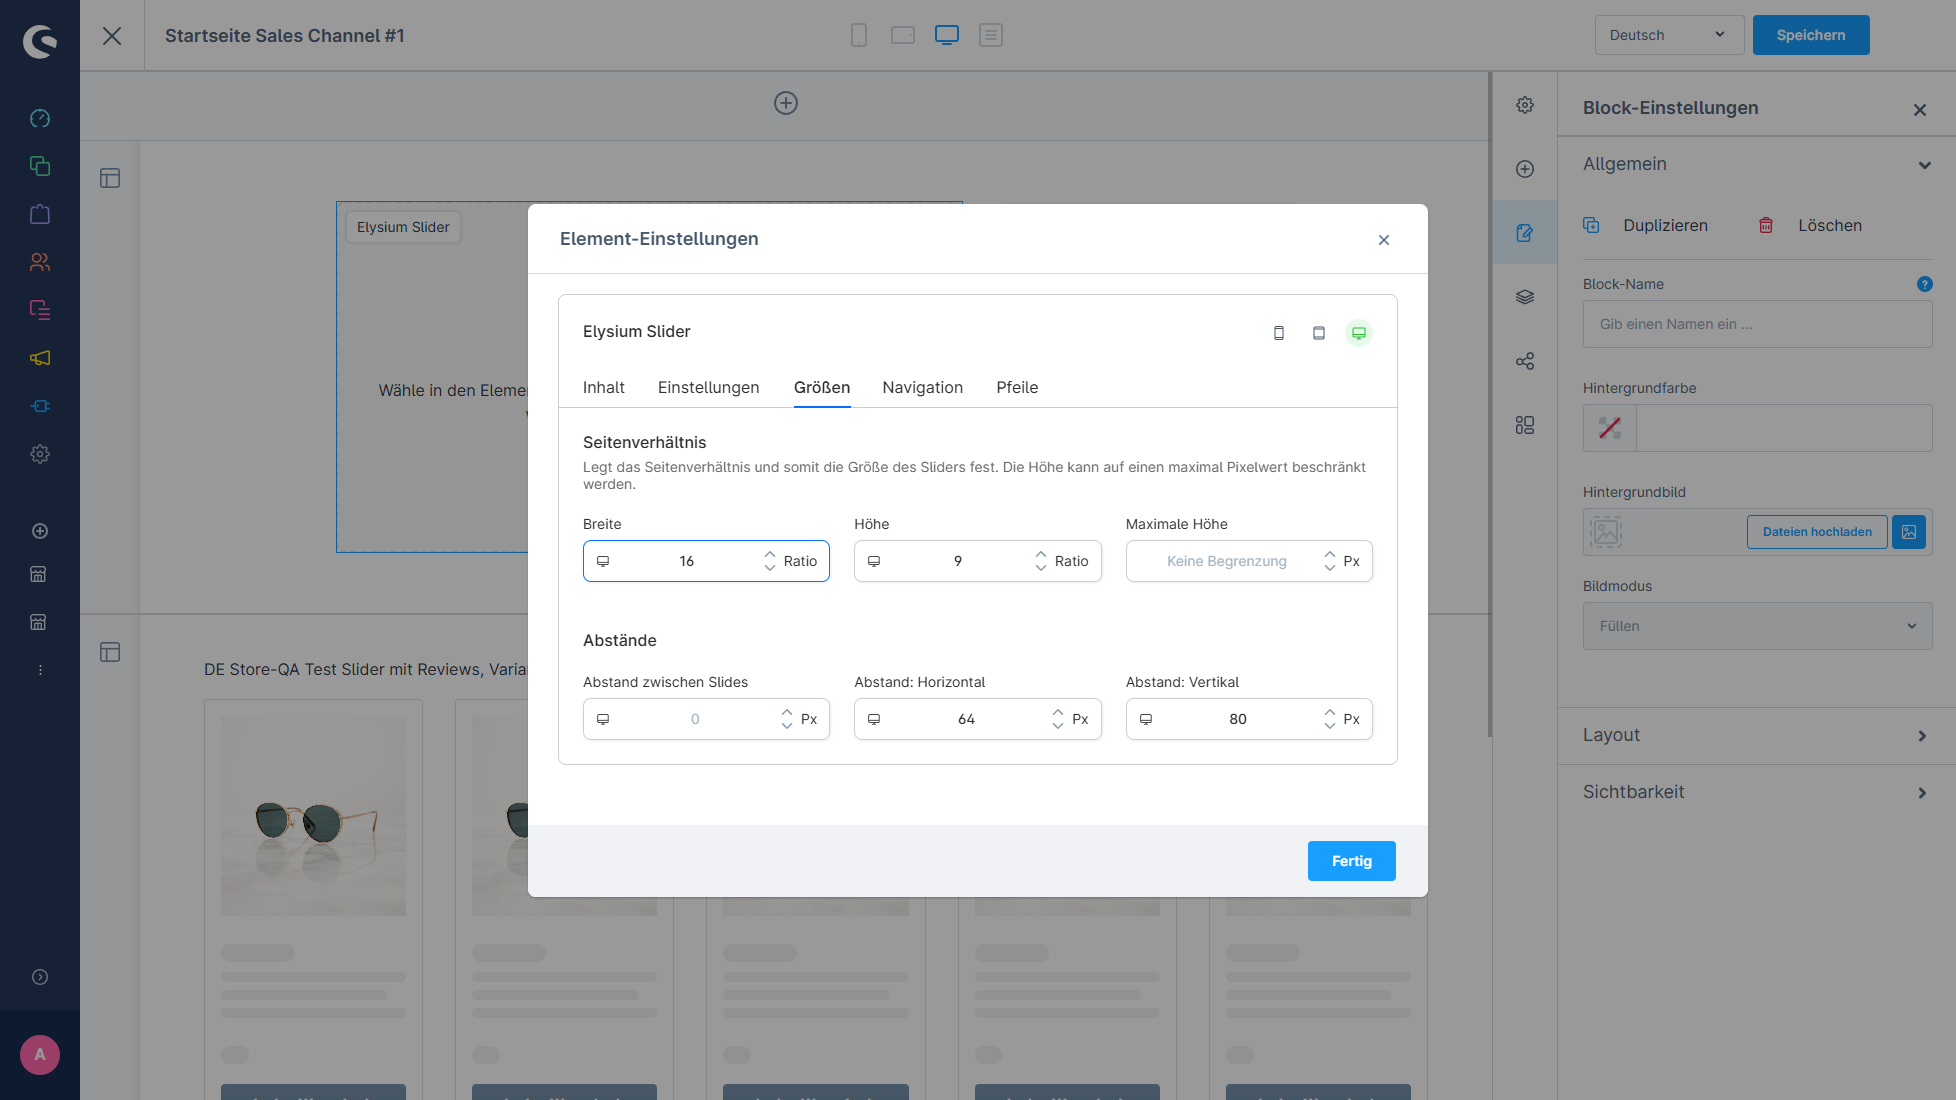 Startseite Sales Channel #1
Deutsch
Speichern
Elysium Slider
Wähle in den Eleme
DE Store-QA Test Slider mit Reviews, Varia
Element-Einstellungen
Elysium Slider
Inhalt
Einstellungen
Größen
Navigation
Pfeile
Seitenverhältnis
Legt das Seitenverhältnis und somit die Größe des Sliders fest. Die Höhe kann auf einen maximal Pixelwert beschränkt
werden.
Breite
Höhe
Maximale Höhe
16
Ratio
9
Ratio
Keine Begrenzung
Px
Abstände
Abstand zwischen Slides
Abstand: Horizontal
Abstand: Vertikal
0
Px
64
Px
80
Px
Fertig
Block-Einstellungen
Allgemein
Duplizieren
Löschen
Block-Name
?
Gib einen Namen ein ...
Hintergrundfarbe
Hintergrundbild
Dateien hochladen
Bildmodus
Füllen
Layout
Sichtbarkeit
A